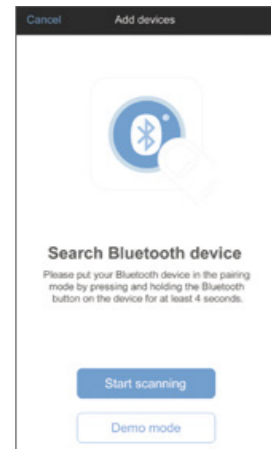 Cancel Add devices
Search Bluetooth device
Please put your Bluetooth device in the pairing
mode by pressing and holding the Bluetooth
button on the device for at least 4 seconds.
Start scanning
Demo mode